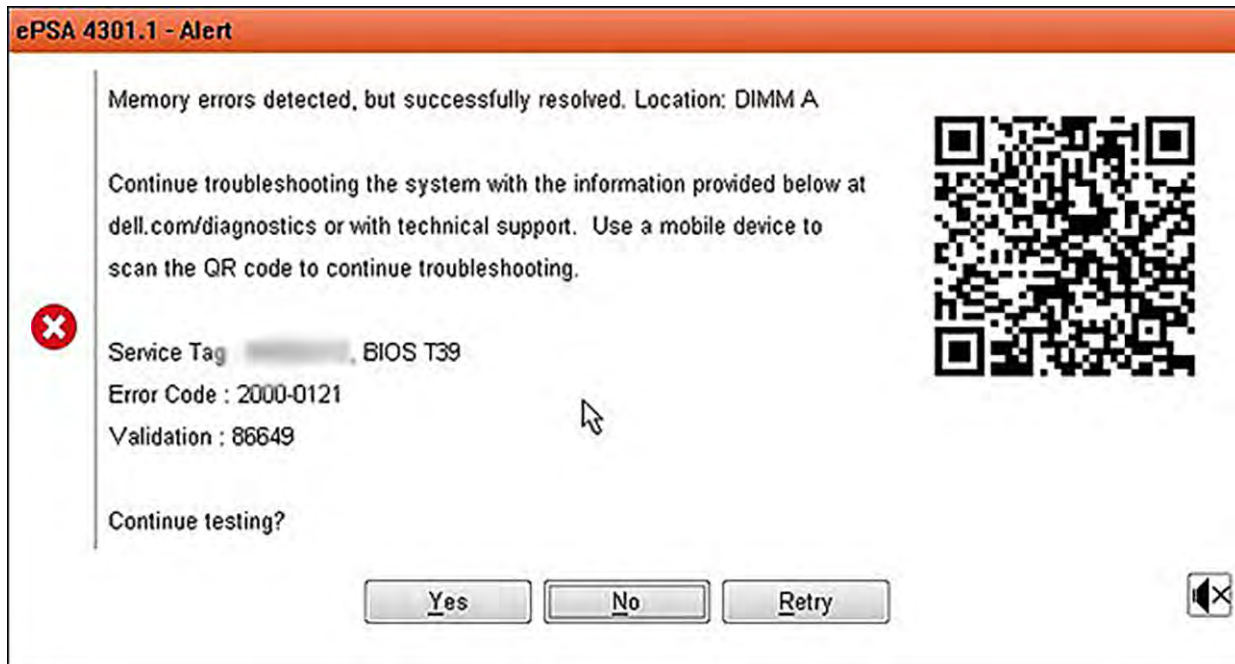 ePSA 4301.1 - Alert
Memory errors detected, but successfully resolved. Location: DIMM A
Continue troubleshooting the system with the information provided below at
dell.com/diagnostics or with technical support. Use a mobile device to
scan the QR code to continue troubleshooting.
Service Tag , BIOS T39
Error Code : 2000-0121
Validation : 86649
Continue testing?
Yes No Retry